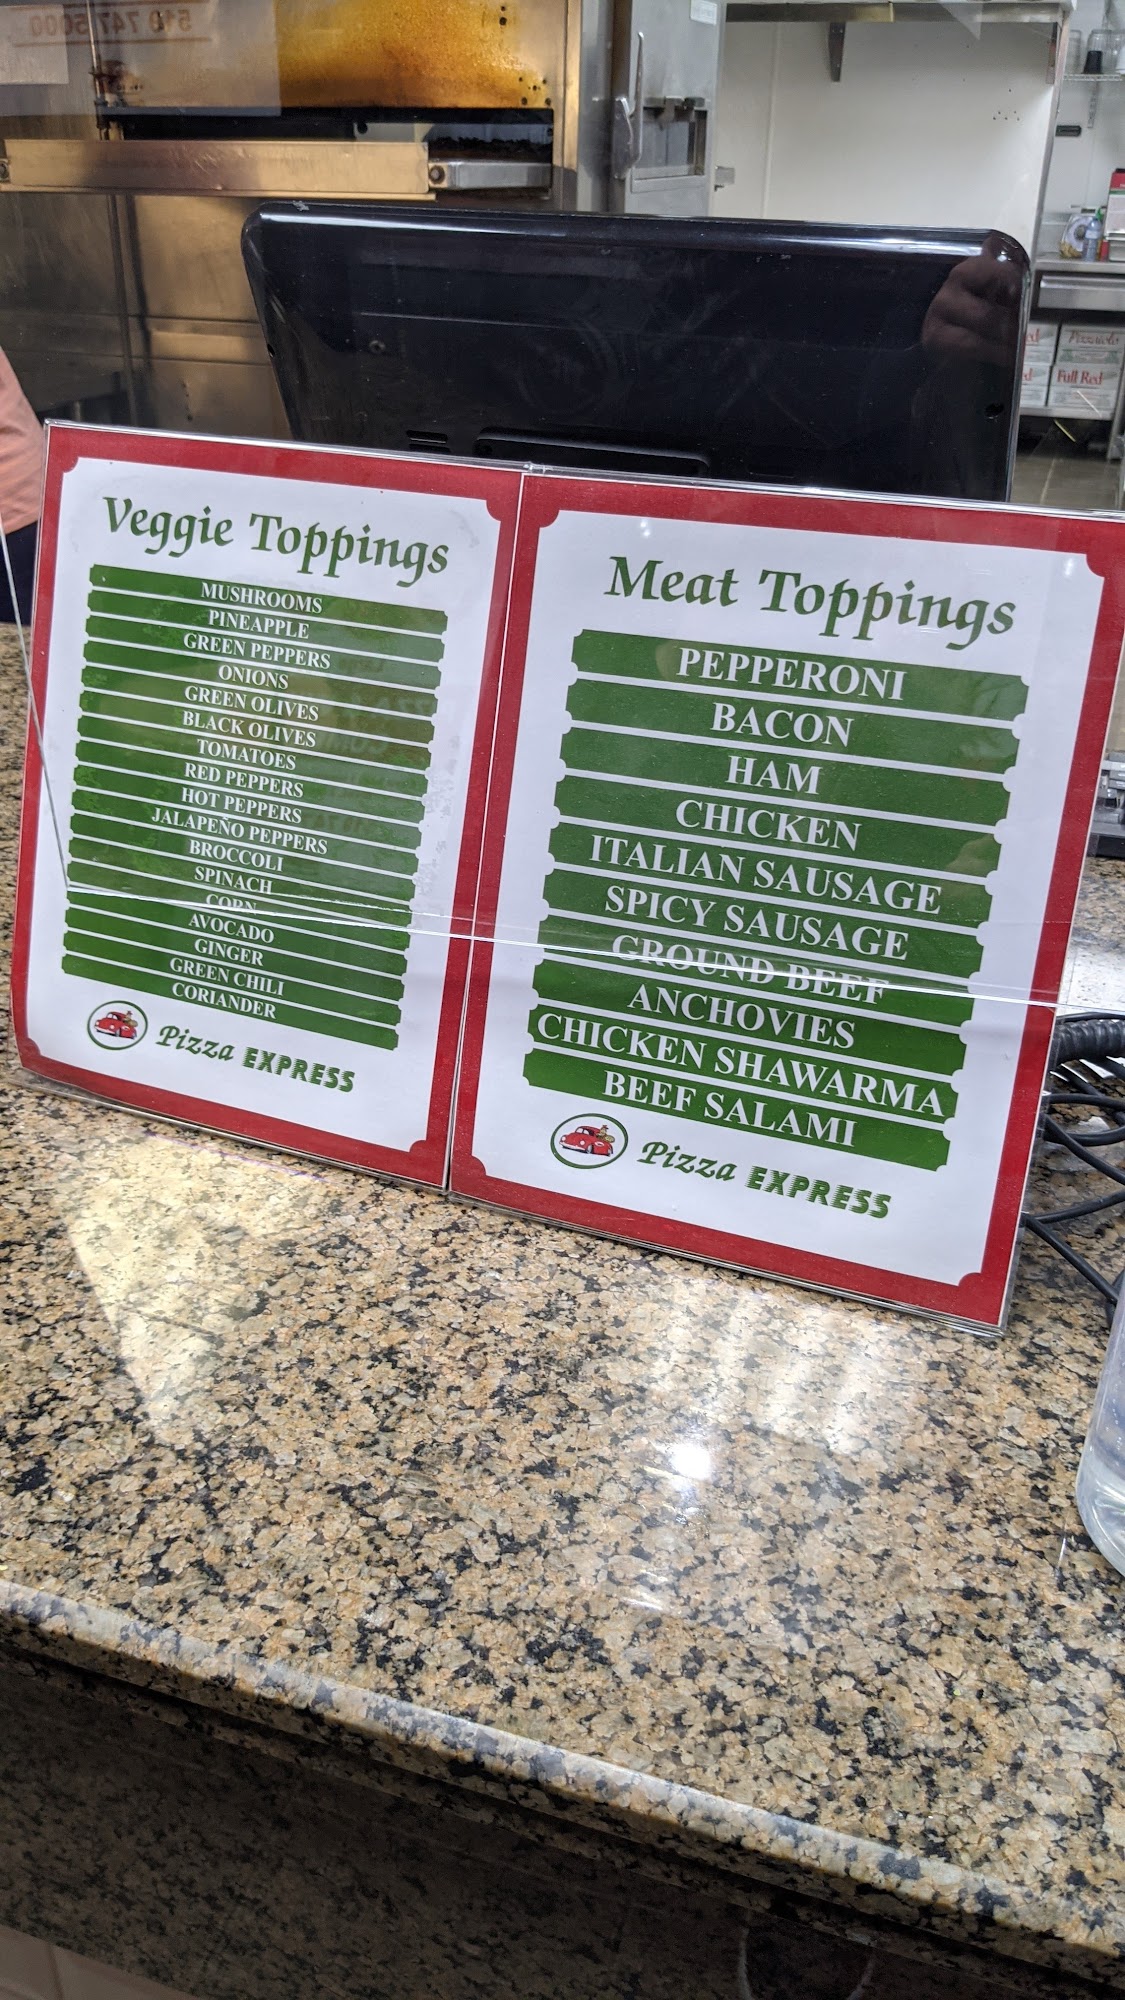 Veggie Toppings
MUSHROOMS
PINEAPPLE
GREEN PEPPERS
ONIONS
GREEN OLIVES
BLACK OLIVES
TOMATOES
RED PEPPERS
HOT PEPPERS
JALAPEÑO PEPPERS
BROCCOLI
SPINACH
CORN
AVOCADO
GINGER
GREEN CHILI
CORIANDER
Pizza EXPRESS
Meat Toppings
PEPPERONI
BACON
HAM
CHICKEN
ITALIAN SAUSAGE
SPICY SAUSAGE
GROUND BEEF
ANCHOVIES
CHICKEN SHAWARMA
BEEF SALAMI
Pizza EXPRESS
Full Red